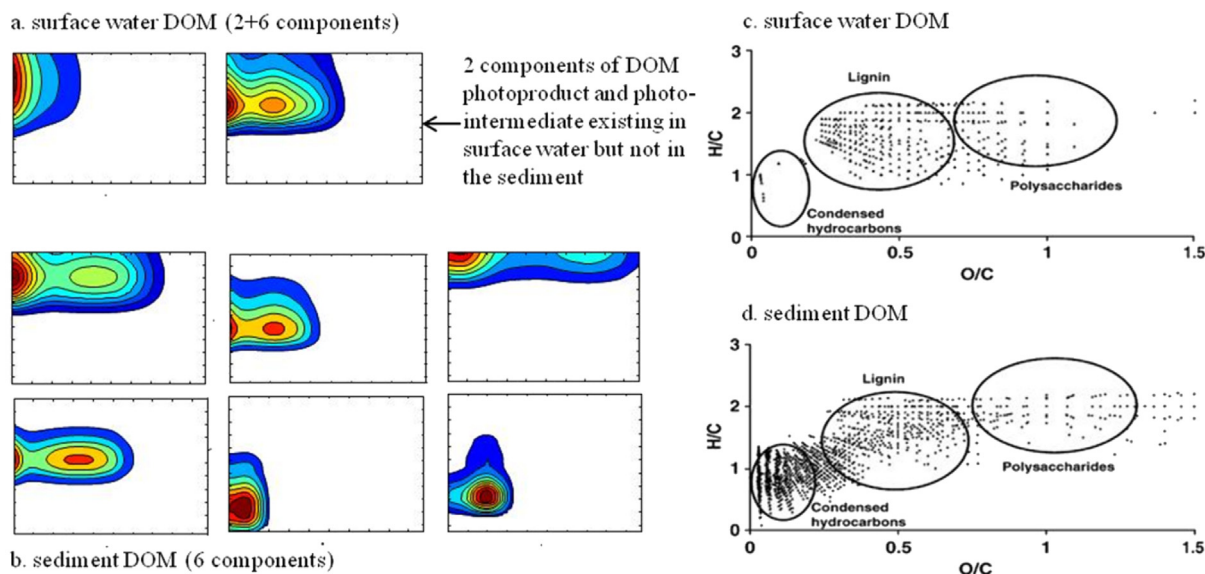 a. surface water DOM (2+6 components)
2 components of DOM
photoproduct and photo-
intermediate existing in
surface water but not in
the sediment
b. sediment DOM (6 components)
c. surface water DOM
3
2
1
0
H/C
Lignin
Polysaccharides
Condensed
hydrocarbons
0
0.5
1
1.5
O/C
d. sediment DOM
3
2
1
0
H/C
Lignin
Polysaccharides
Condensed
hydrocarbons
0
0.5
1
1.5
O/C